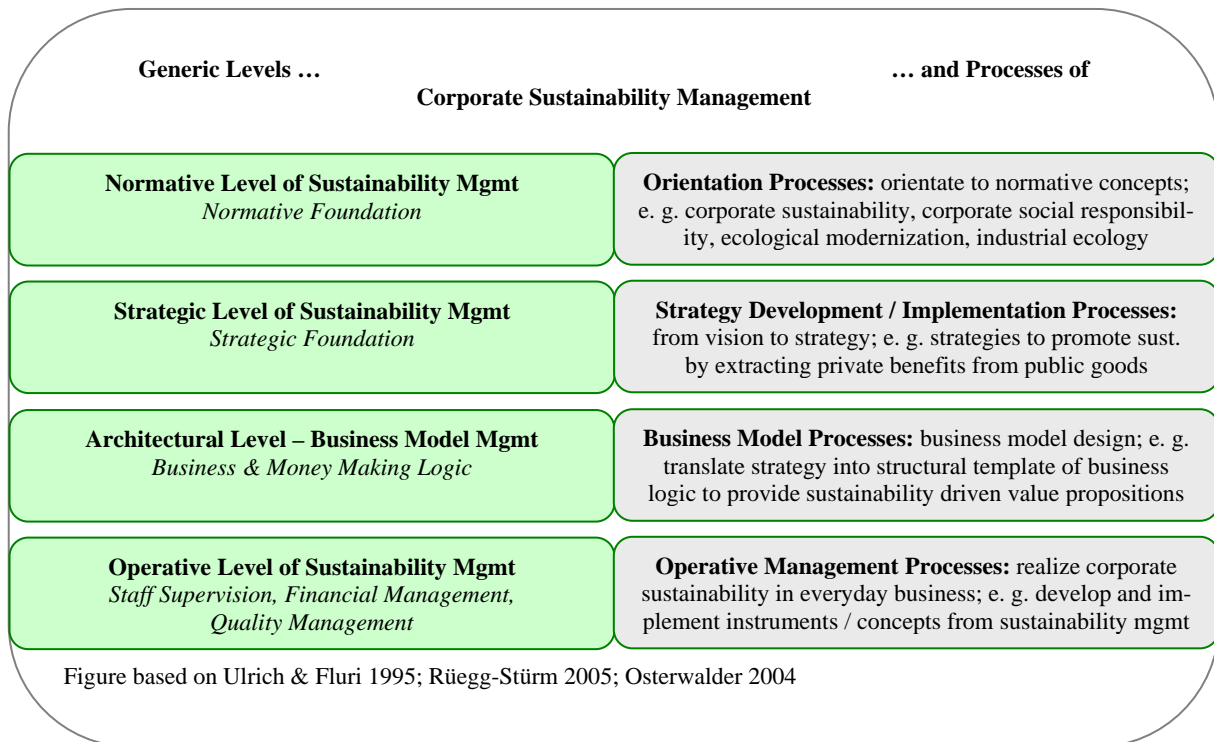 Generic Levels … … and Processes of
Corporate Sustainability Management
Normative Level of Sustainability Mgmt
Normative Foundation
Orientation Processes: orientate to normative concepts;
e. g. corporate sustainability, corporate social responsibil-
ity, ecological modernization, industrial ecology
Strategic Level of Sustainability Mgmt
Strategic Foundation
Strategy Development / Implementation Processes:
from vision to strategy; e. g. strategies to promote sust.
by extracting private benefits from public goods
Architectural Level – Business Model Mgmt
Business & Money Making Logic
Business Model Processes: business model design; e. g.
translate strategy into structural template of business
logic to provide sustainability driven value propositions
Operative Level of Sustainability Mgmt
Staff Supervision, Financial Management,
Quality Management
Operative Management Processes: realize corporate
sustainability in everyday business; e. g. develop and im-
plement instruments / concepts from sustainability mgmt
Figure based on Ulrich & Fluri 1995; Rüegg-Stürm 2005; Osterwalder 2004